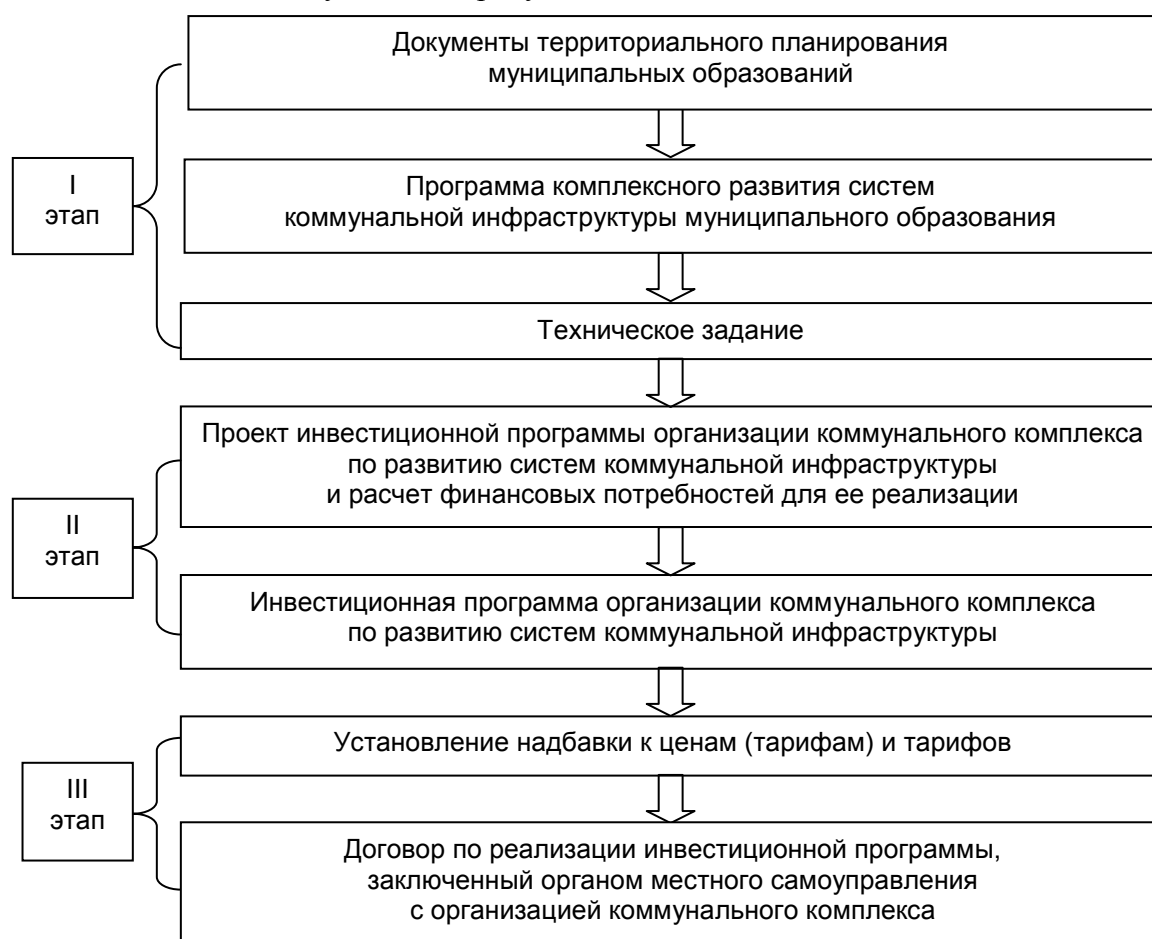 Документы территориального планирования
муниципальных образований
I
этап
Программа комплексного развития систем
коммунальной инфраструктуры муниципального образования
Техническое задание
Проект инвестиционной программы организации коммунального комплекса
по развитию систем коммунальной инфраструктуры
и расчет финансовых потребностей для ее реализации
II
этап
Инвестиционная программа организации коммунального комплекса
по развитию систем коммунальной инфраструктуры
Установление надбавки к ценам (тарифам) и тарифов
III
этап
Договор по реализации инвестиционной программы,
заключенный органом местного самоуправления
с организацией коммунального комплекса